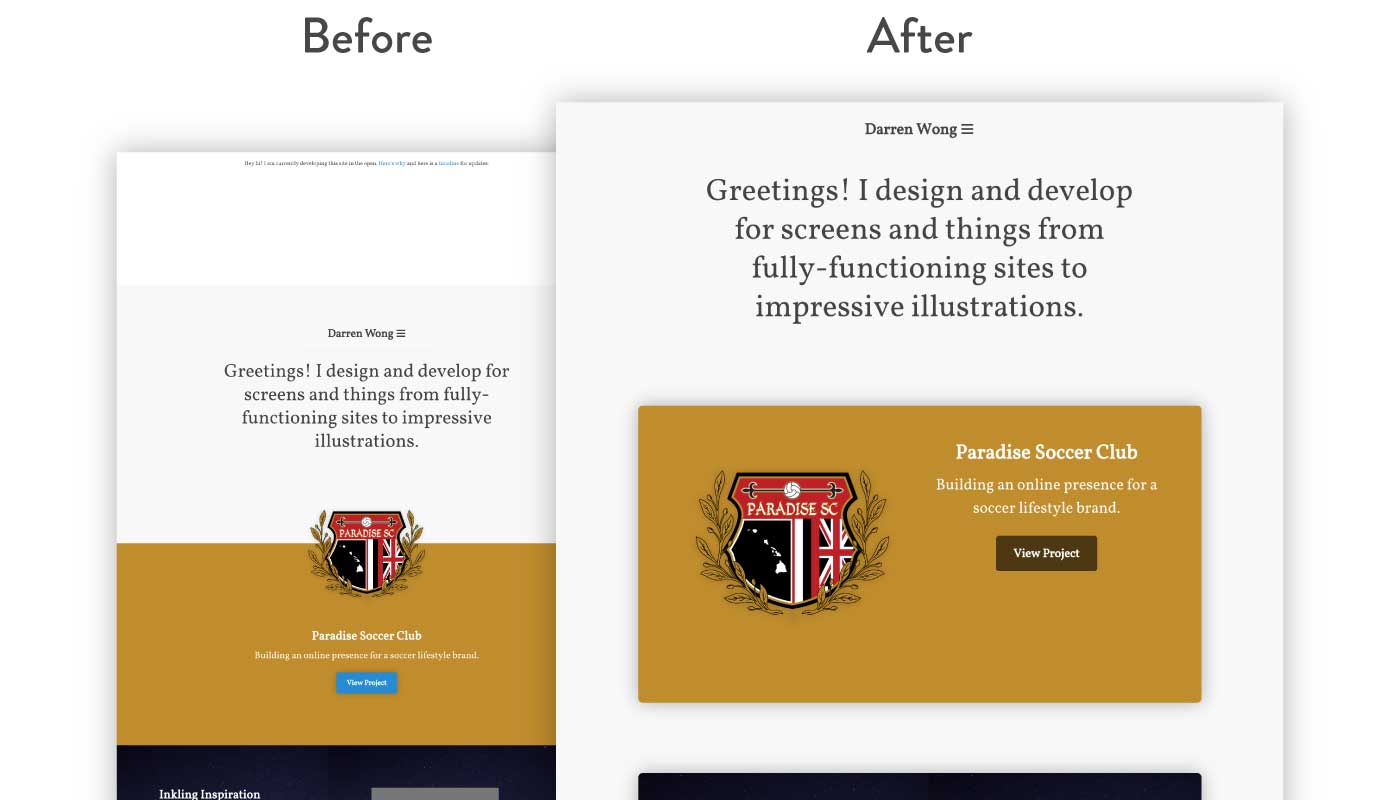 Before
After
Hey hi! I am currently developing this site in the open. Here's why and here is a timeline for updates.
Darren Wong
Greetings! I design and develop for
screens and things from fully-
functioning sites to impressive
illustrations.
PARADISE SC
Paradise Soccer Club
Building an online presence for a soccer lifestyle brand.
View Project
Inkling Inspiration
Darren Wong
Greetings! I design and develop
for screens and things from
fully-functioning sites to
impressive illustrations.
PARADISE SC
Paradise Soccer Club
Building an online presence for a
soccer lifestyle brand.
View Project